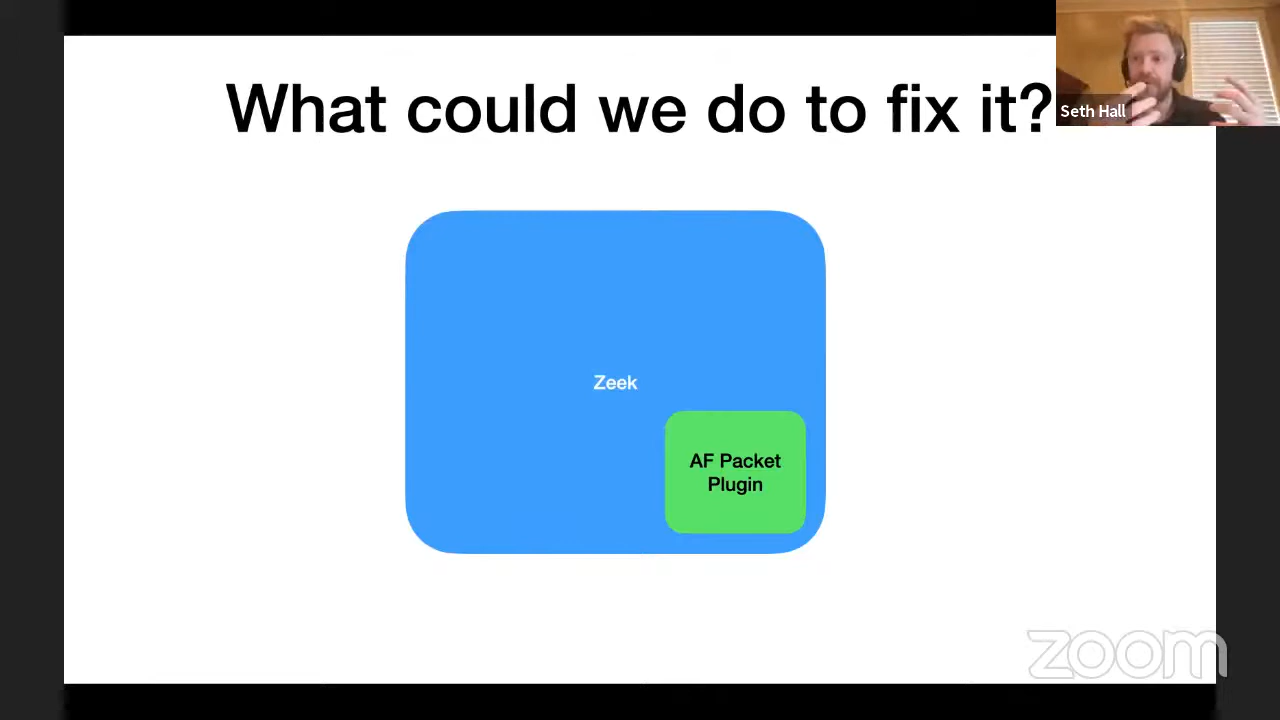 What could we do to fix it?
Seth Hall
Zeek
AF Packet
Plugin
zoom